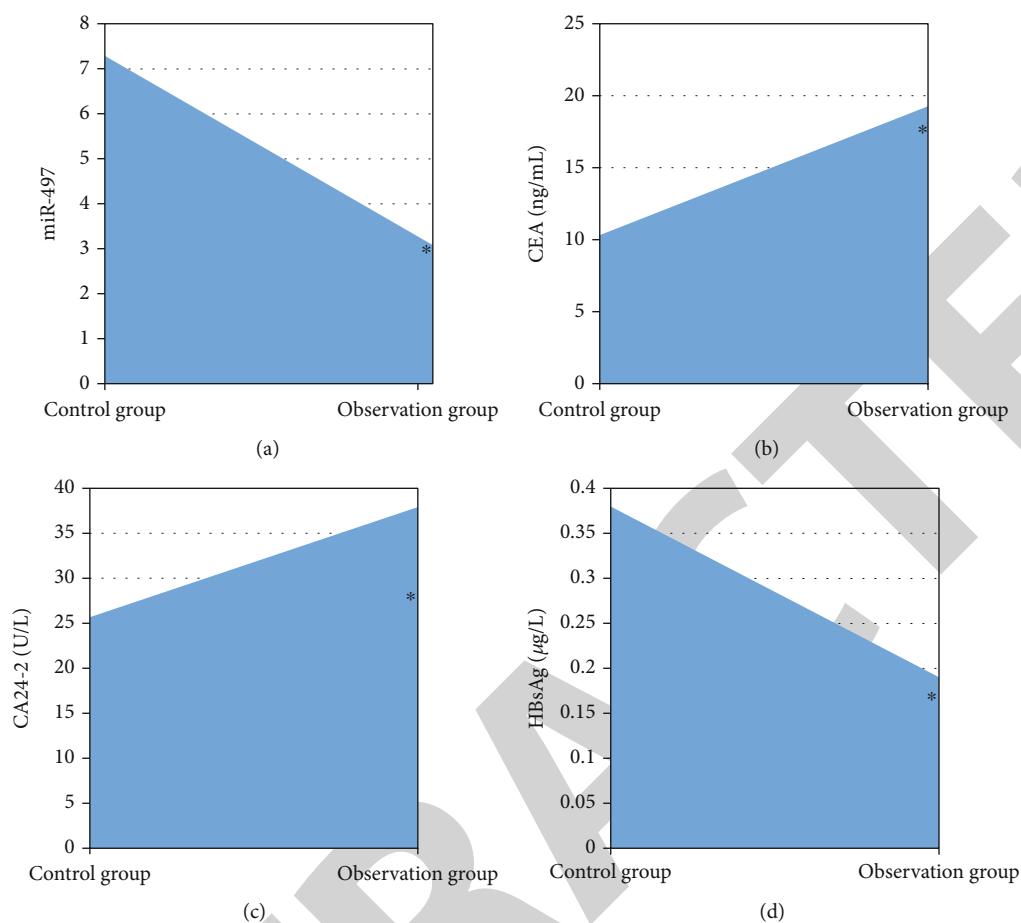 8
7
6
5
4
3
2
1
0
miR-497
*
Control group
Observation group
(a)
25
20
15
10
5
0
CEA (ng/mL)
*
Control group
Observation group
(b)
40
35
30
25
20
15
10
5
0
CA24-2 (U/L)
*
Control group
Observation group
(c)
0.4
0.35
0.3
0.25
0.2
0.15
0.1
0.05
0
HBsAg (μg/L)
*
Control group
Observation group
(d)